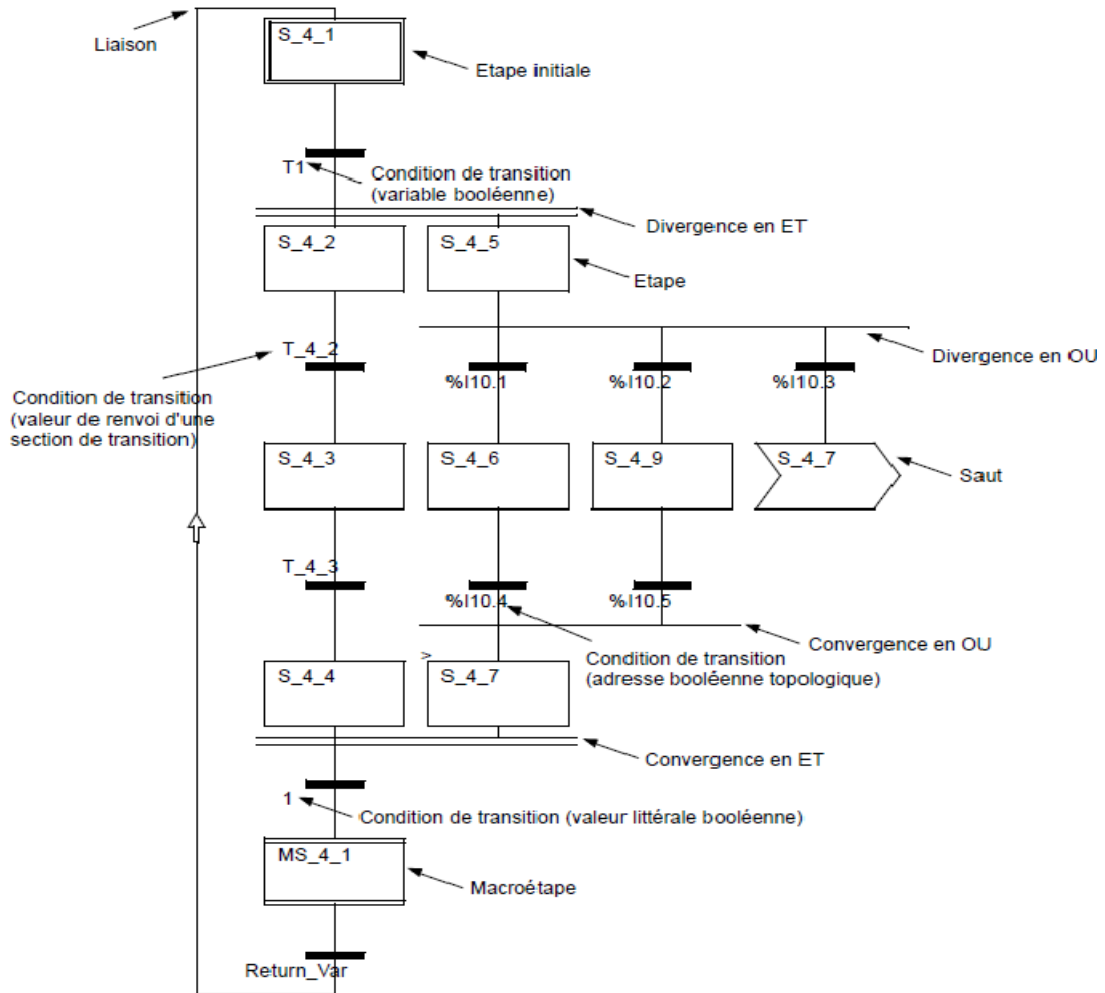 Liaison
S_4_1
Etape initiale
T1
Condition de transition
(variable booléenne)
Divergence en ET
S_4_2
S_4_5
Etape
T_4_2
Divergence en OU
%I10.1
%I10.2
%I10.3
Condition de transition
(valeur de renvoi d'une
section de transition)
S_4_3
S_4_6
S_4_9
S_4_7
Saut
T_4_3
%I10.4
%I10.5
Convergence en OU
Condition de transition
(adresse booléenne topologique)
>
S_4_4
S_4_7
Convergence en ET
1
Condition de transition (valeur littérale booléenne)
MS_4_1
Macroétape
Return_Var